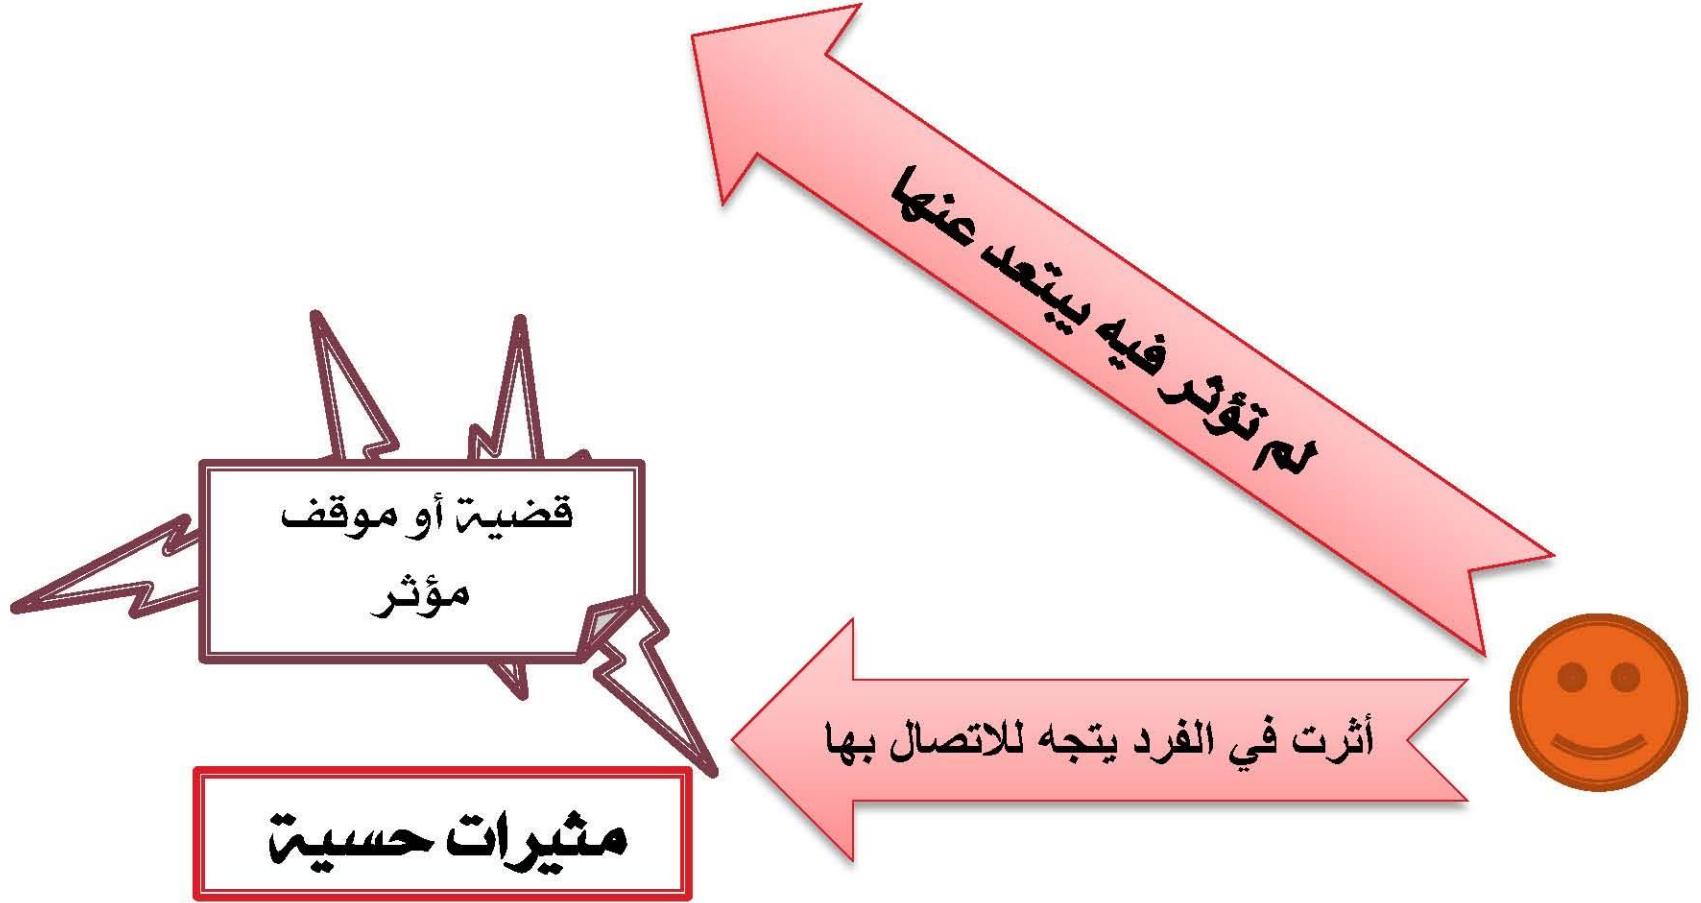 لم تؤثر فيه يبتعد عنها
قضية أو موقف
مؤثر
أثرت في الفرد يتجه للاتصال بها
مثيرات حسية